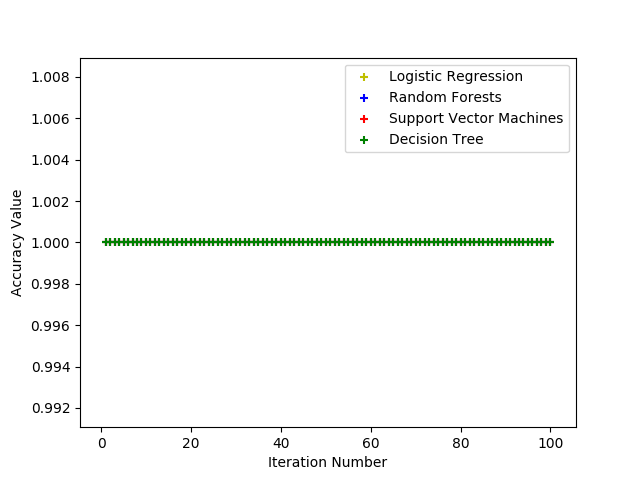 Logistic Regression
Random Forests
Support Vector Machines
Decision Tree
1.008
1.006
1.004
1.002
1.000
0.998
0.996
0.994
0.992
Accuracy Value
0 20 40 60 80 100
Iteration Number